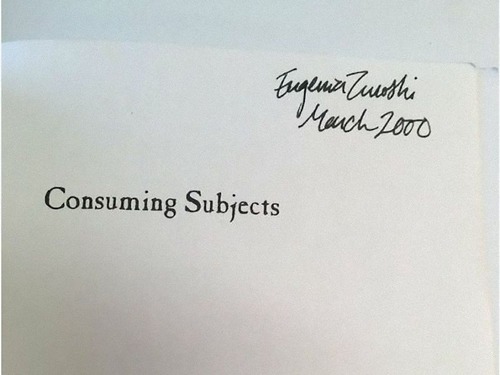 Eugenia Zuroski
March 2000
Consuming Subjects